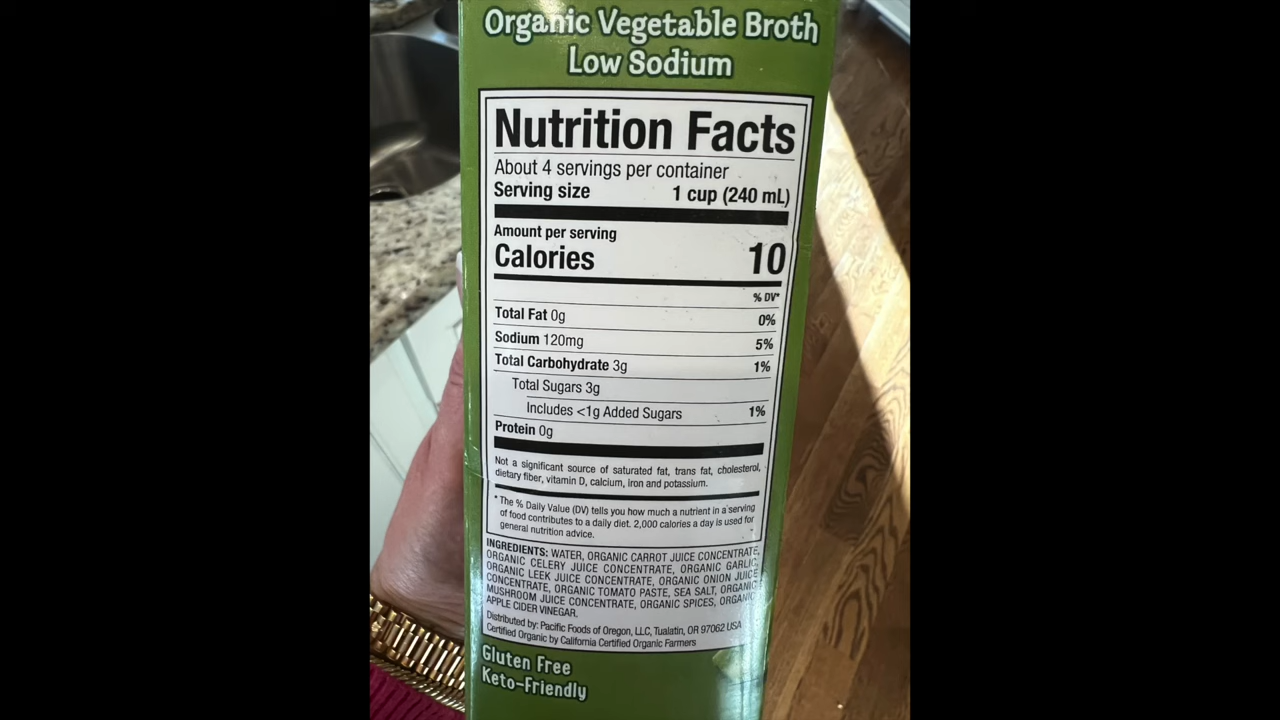 Organic Vegetable Broth
Low Sodium
Nutrition Facts
About 4 servings per container
Serving size 1 cup (240 mL)
Amount per serving
Calories 10
% DV*
Total Fat 0g 0%
Sodium 120mg 5%
Total Carbohydrate 3g 1%
Total Sugars 3g
Includes <1g Added Sugars 1%
Protein 0g
Not a significant source of saturated fat, trans fat, cholesterol,
dietary fiber, vitamin D, calcium, iron and potassium.
* The % Daily Value (DV) tells you how much a nutrient in a serving
of food contributes to a daily diet. 2,000 calories a day is used for
general nutrition advice.
INGREDIENTS: WATER, ORGANIC CARROT JUICE CONCENTRATE,
ORGANIC CELERY JUICE CONCENTRATE, ORGANIC GARLIC,
ORGANIC LEEK JUICE CONCENTRATE, ORGANIC ONION JUICE
CONCENTRATE, ORGANIC TOMATO PASTE, SEA SALT, ORGANIC
MUSHROOM JUICE CONCENTRATE, ORGANIC SPICES, ORGANIC
APPLE CIDER VINEGAR.
Distributed by: Pacific Foods of Oregon, LLC, Tualatin, OR 97062 USA
Certified Organic by California Certified Organic Farmers
Gluten Free
Keto-Friendly